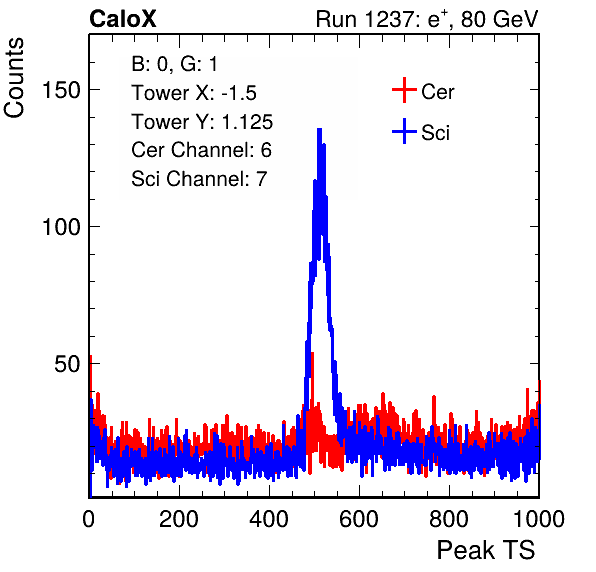 CaloX Run 1237: e⁺, 80 GeV
Counts
B: 0, G: 1
Tower X: -1.5
Tower Y: 1.125
Cer Channel: 6
Sci Channel: 7
Cer
Sci
150
100
50
0 200 400 600 800 1000
Peak TS